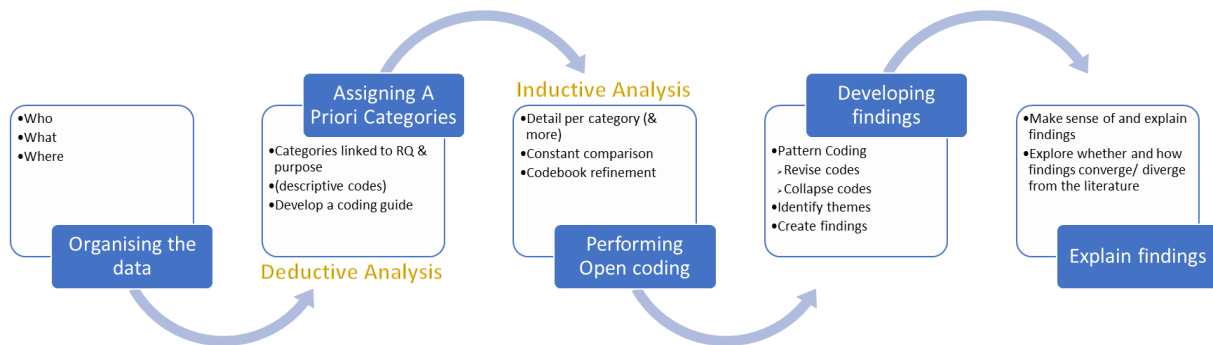 •Who
•What
•Where
Organising the
data
Assigning A
Priori Categories
•Categories linked to RQ &
purpose
•(descriptive codes)
•Develop a coding guide
Deductive Analysis
Inductive Analysis
•Detail per category (&
more)
•Constant comparison
•Codebook refinement
Performing
Open coding
Developing
findings
•Pattern Coding
➢Revise codes
➢Collapse codes
•Identify themes
•Create findings
•Make sense of and explain
findings
•Explore whether and how
findings converge/ diverge
from the literature
Explain findings